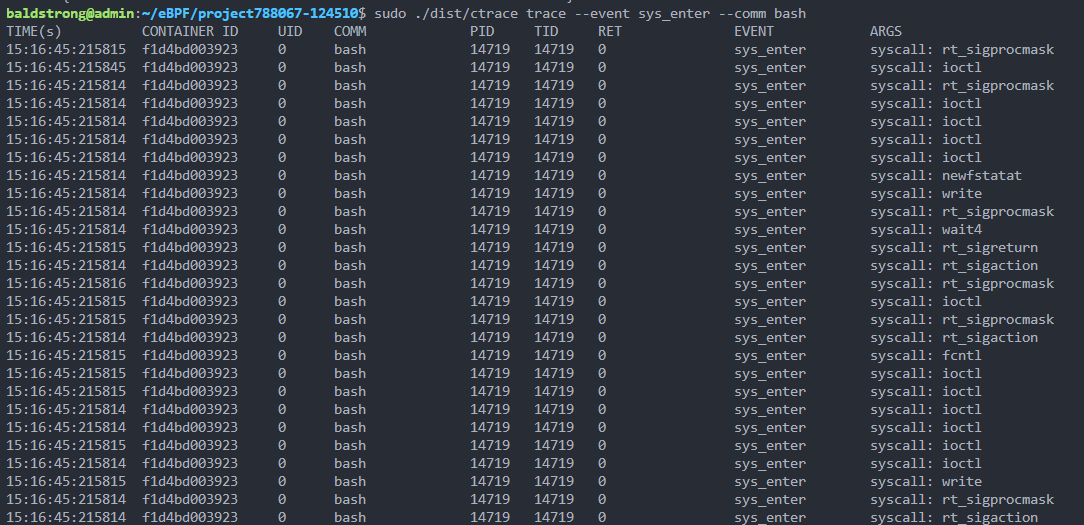 baldstrong@admin:~/eBPF/project788067-124510$ sudo ./dist/ctrace trace --event sys_enter --comm bash
TIME(s) CONTAINER ID UID COMM PID TID RET EVENT ARGS
15:16:45:215815 f1d4bd003923 0 bash 14719 14719 0 sys_enter syscall: rt_sigprocmask
15:16:45:215845 f1d4bd003923 0 bash 14719 14719 0 sys_enter syscall: ioctl
15:16:45:215814 f1d4bd003923 0 bash 14719 14719 0 sys_enter syscall: rt_sigprocmask
15:16:45:215814 f1d4bd003923 0 bash 14719 14719 0 sys_enter syscall: ioctl
15:16:45:215814 f1d4bd003923 0 bash 14719 14719 0 sys_enter syscall: ioctl
15:16:45:215814 f1d4bd003923 0 bash 14719 14719 0 sys_enter syscall: ioctl
15:16:45:215814 f1d4bd003923 0 bash 14719 14719 0 sys_enter syscall: ioctl
15:16:45:215814 f1d4bd003923 0 bash 14719 14719 0 sys_enter syscall: newfstatat
15:16:45:215814 f1d4bd003923 0 bash 14719 14719 0 sys_enter syscall: write
15:16:45:215814 f1d4bd003923 0 bash 14719 14719 0 sys_enter syscall: rt_sigprocmask
15:16:45:215814 f1d4bd003923 0 bash 14719 14719 0 sys_enter syscall: wait4
15:16:45:215815 f1d4bd003923 0 bash 14719 14719 0 sys_enter syscall: rt_sigreturn
15:16:45:215814 f1d4bd003923 0 bash 14719 14719 0 sys_enter syscall: rt_sigaction
15:16:45:215816 f1d4bd003923 0 bash 14719 14719 0 sys_enter syscall: rt_sigprocmask
15:16:45:215815 f1d4bd003923 0 bash 14719 14719 0 sys_enter syscall: ioctl
15:16:45:215815 f1d4bd003923 0 bash 14719 14719 0 sys_enter syscall: rt_sigprocmask
15:16:45:215814 f1d4bd003923 0 bash 14719 14719 0 sys_enter syscall: rt_sigaction
15:16:45:215815 f1d4bd003923 0 bash 14719 14719 0 sys_enter syscall: fcntl
15:16:45:215815 f1d4bd003923 0 bash 14719 14719 0 sys_enter syscall: ioctl
15:16:45:215815 f1d4bd003923 0 bash 14719 14719 0 sys_enter syscall: ioctl
15:16:45:215814 f1d4bd003923 0 bash 14719 14719 0 sys_enter syscall: ioctl
15:16:45:215814 f1d4bd003923 0 bash 14719 14719 0 sys_enter syscall: ioctl
15:16:45:215815 f1d4bd003923 0 bash 14719 14719 0 sys_enter syscall: ioctl
15:16:45:215814 f1d4bd003923 0 bash 14719 14719 0 sys_enter syscall: ioctl
15:16:45:215815 f1d4bd003923 0 bash 14719 14719 0 sys_enter syscall: write
15:16:45:215814 f1d4bd003923 0 bash 14719 14719 0 sys_enter syscall: rt_sigprocmask
15:16:45:215815 f1d4bd003923 0 bash 14719 14719 0 sys_enter syscall: rt_sigaction